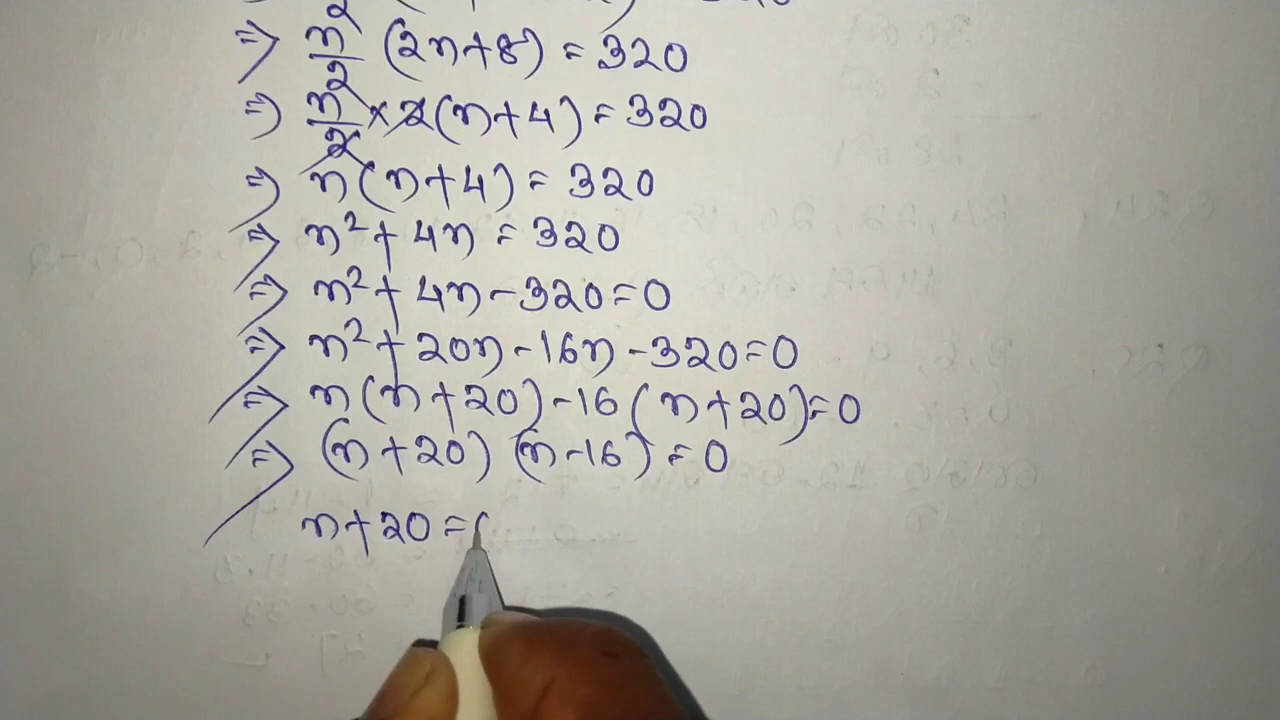 ⇒ n/2 (2n+8) = 320
⇒ n/2 × 2(n+4) = 320
⇒ n(n+4) = 320
⇒ n²+4n = 320
⇒ n²+4n-320=0
⇒ n²+20n-16n-320=0
⇒ n(n+20)-16(n+20)=0
⇒ (n+20)(n-16)=0
n+20=